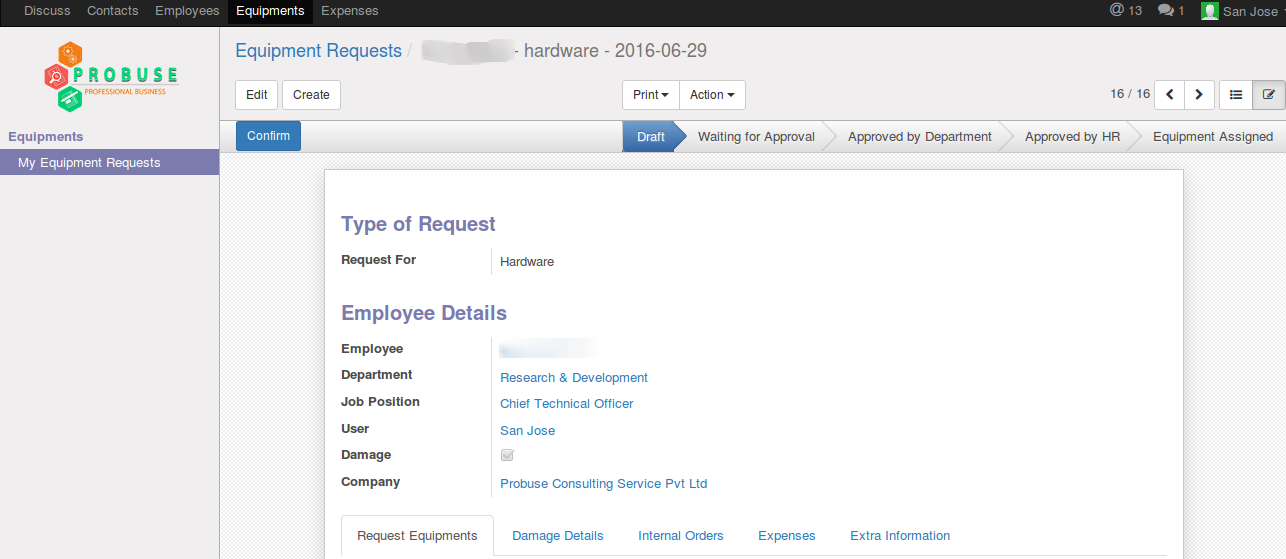 Discuss Contacts Employees Equipments Expenses @ 13 1 San Jose
PROBUSE
PROFESSIONAL BUSINESS
Equipments
My Equipment Requests
Equipment Requests / - hardware - 2016-06-29
Edit Create Print Action 16 / 16
Confirm Draft Waiting for Approval Approved by Department Approved by HR Equipment Assigned
Type of Request
Request For Hardware
Employee Details
Employee
Department Research & Development
Job Position Chief Technical Officer
User San Jose
Damage
Company Probuse Consulting Service Pvt Ltd
Request Equipments Damage Details Internal Orders Expenses Extra Information